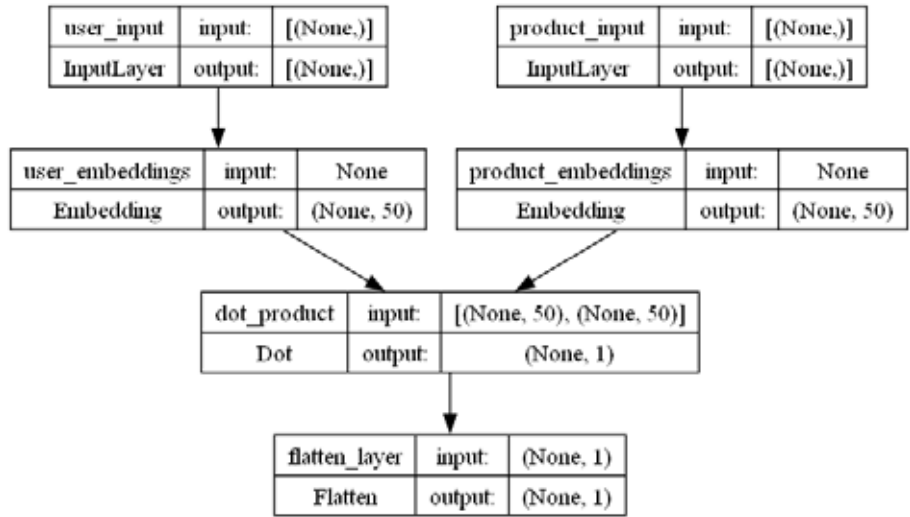 user_input input: [(None,)]
InputLayer output: [(None,)]
product_input input: [(None,)]
InputLayer output: [(None,)]
user_embeddings input: None
Embedding output: (None, 50)
product_embeddings input: None
Embedding output: (None, 50)
dot_product input: [(None, 50), (None, 50)]
Dot output: (None, 1)
flatten_layer input: (None, 1)
Flatten output: (None, 1)